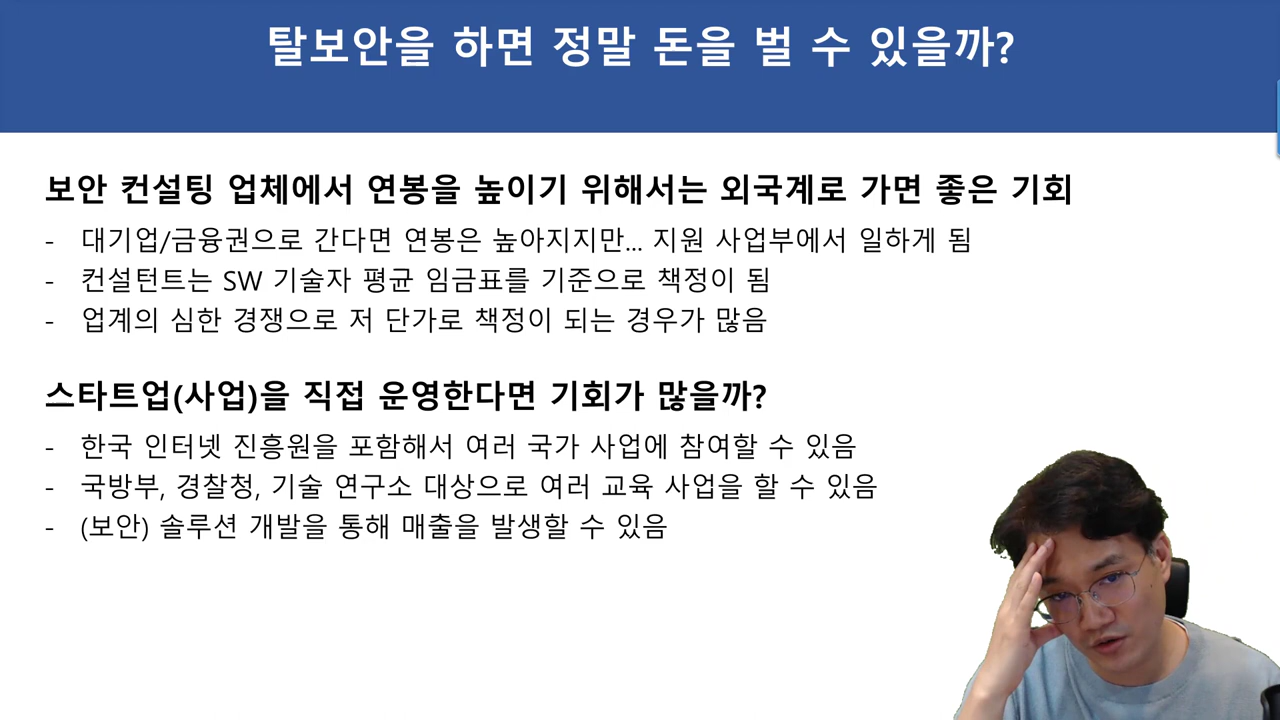 탈보안을 하면 정말 돈을 벌 수 있을까?
보안 컨설팅 업체에서 연봉을 높이기 위해서는 외국계로 가면 좋은 기회
- 대기업/금융권으로 간다면 연봉은 높아지지만... 지원 사업부에서 일하게 됨
- 컨설턴트는 SW 기술자 평균 임금표를 기준으로 책정이 됨
- 업계의 심한 경쟁으로 저 단가로 책정이 되는 경우가 많음
스타트업(사업)을 직접 운영한다면 기회가 많을까?
- 한국 인터넷 진흥원을 포함해서 여러 국가 사업에 참여할 수 있음
- 국방부, 경찰청, 기술 연구소 대상으로 여러 교육 사업을 할 수 있음
- (보안) 솔루션 개발을 통해 매출을 발생할 수 있음